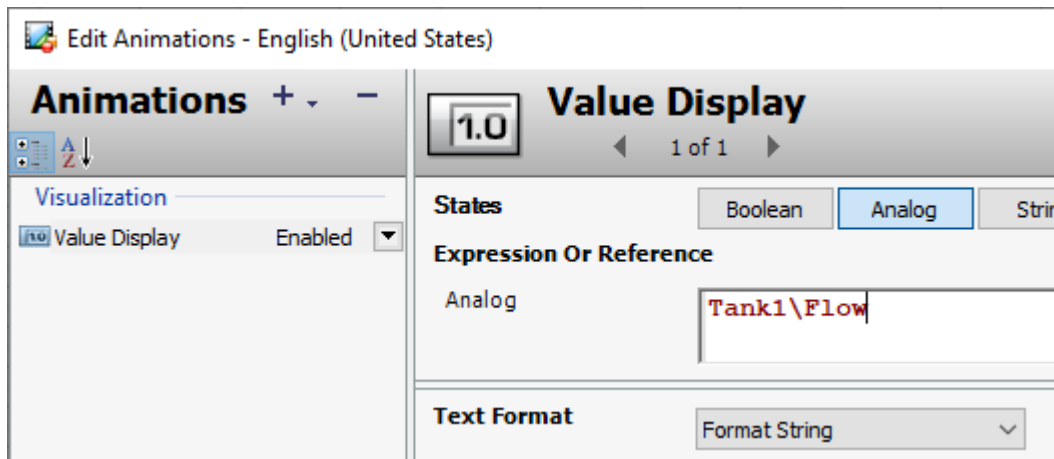 Edit Animations - English (United States)
Animations + -
A
Z
Visualization
Value Display Enabled
1.0 Value Display
1 of 1
States Boolean Analog Strin
Expression Or Reference
Analog Tank1\Flow
Text Format Format String